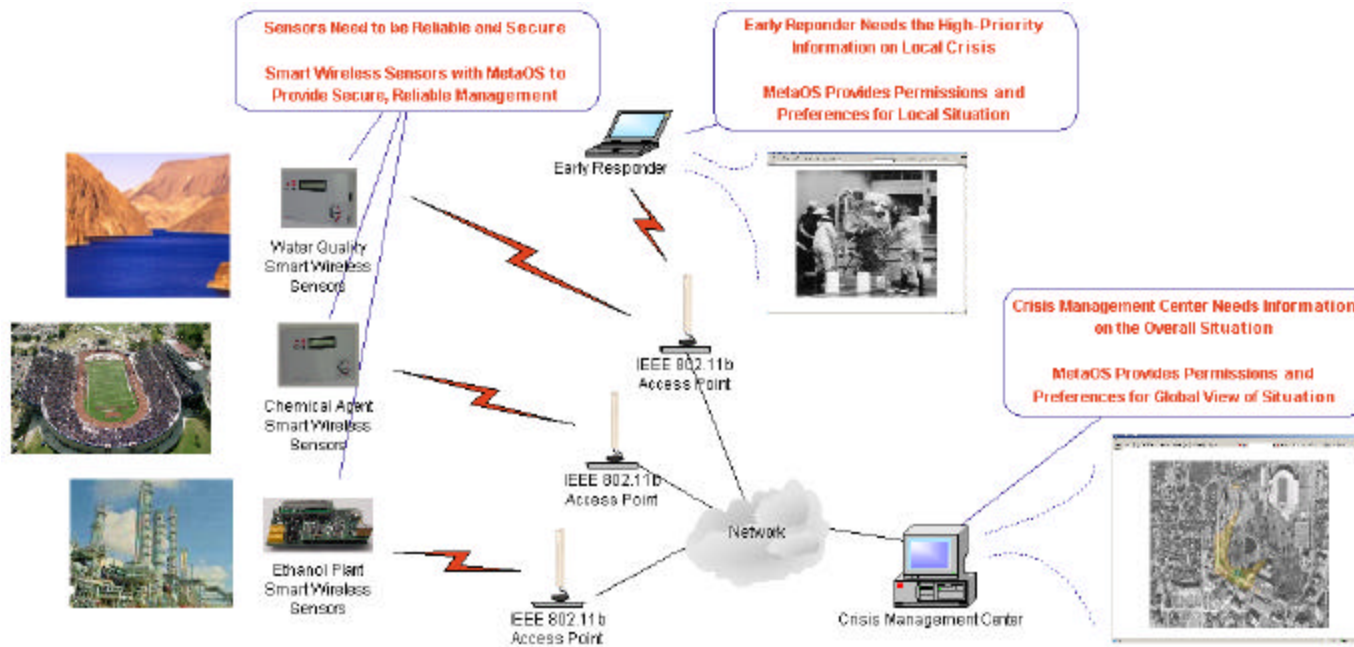 Sensors Need to be Reliable and Secure
Smart Wireless Sensors with MetaOS to
Provide Secure, Reliable Management
Early Reponder Needs the High-Priority
Information on Local Crisis
MetaOS Provides Permissions and
Preferences for Local Situation
Early Responder
Water Quality
Smart Wireless
Sensors
IEEE 802.11b
Access Point
Crisis Management Center Needs Information
on the Overall Situation
MetaOS Provides Permissions and
Preferences for Global View of Situation
Chemical Agent
Smart Wireless
Sensors
IEEE 802.11b
Access Point
Network
Ethanol Plant
Smart Wireless
Sensors
IEEE 802.11b
Access Point
Crisis Management Center